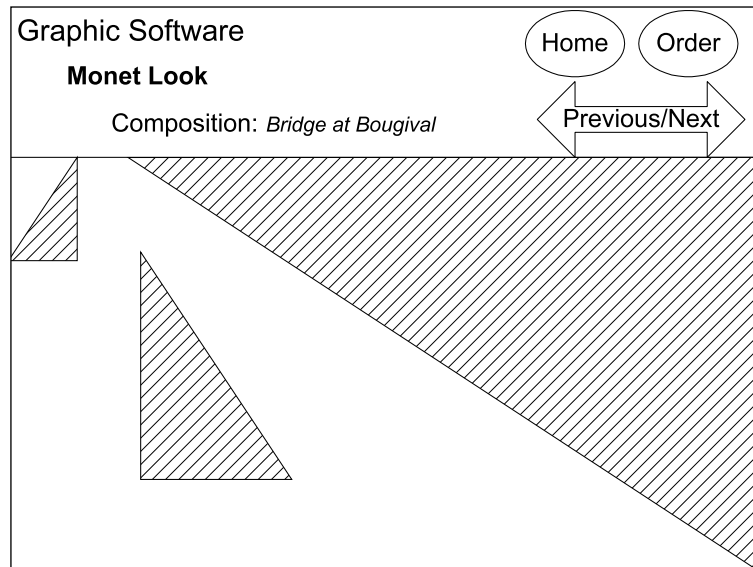 Graphic Software
Home
Order
Monet Look
Composition: Bridge at Bougival
Previous/Next